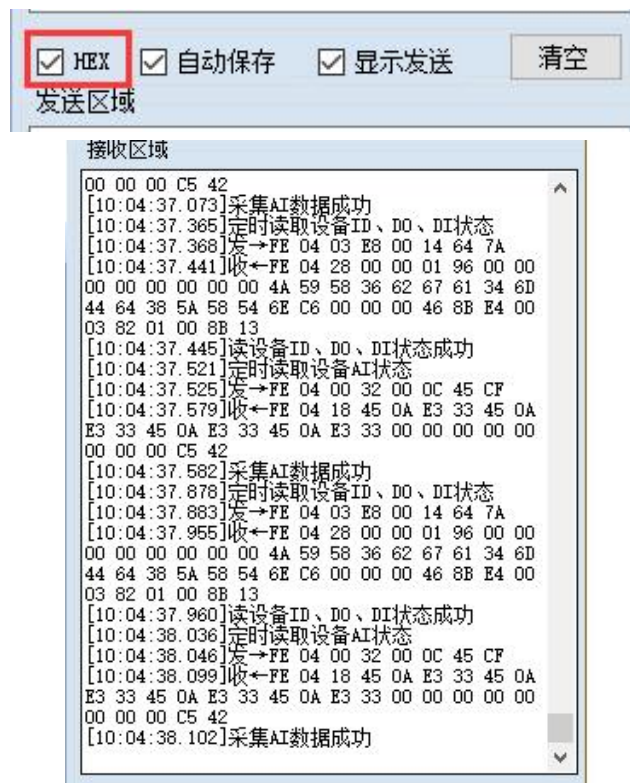 HEX 自动保存 显示发送 清空
发送区域
接收区域
00 00 00 C5 42
[10:04:37.073]采集AI数据成功
[10:04:37.365]定时读取设备ID、DO、DI状态
[10:04:37.368]发→FE 04 03 E8 00 14 64 7A
[10:04:37.441]收←FE 04 28 00 00 01 96 00 00
00 00 00 00 00 00 4A 59 58 36 62 67 61 34 6D
44 64 38 5A 58 54 6E C6 00 00 00 46 8B E4 00
03 82 01 00 8B 13
[10:04:37.445]读设备ID、DO、DI状态成功
[10:04:37.521]定时读取设备AI状态
[10:04:37.525]发→FE 04 00 32 00 0C 45 CF
[10:04:37.579]收←FE 04 18 45 0A E3 33 45 0A
E3 33 45 0A E3 33 45 0A E3 33 00 00 00 00 00
00 00 00 C5 42
[10:04:37.582]采集AI数据成功
[10:04:37.878]定时读取设备ID、DO、DI状态
[10:04:37.883]发→FE 04 03 E8 00 14 64 7A
[10:04:37.955]收←FE 04 28 00 00 01 96 00 00
00 00 00 00 00 00 4A 59 58 36 62 67 61 34 6D
44 64 38 5A 58 54 6E C6 00 00 00 46 8B E4 00
03 82 01 00 8B 13
[10:04:37.960]读设备ID、DO、DI状态成功
[10:04:38.036]定时读取设备AI状态
[10:04:38.046]发→FE 04 00 32 00 0C 45 CF
[10:04:38.099]收←FE 04 18 45 0A E3 33 45 0A
E3 33 45 0A E3 33 45 0A E3 33 00 00 00 00 00
00 00 00 C5 42
[10:04:38.102]采集AI数据成功